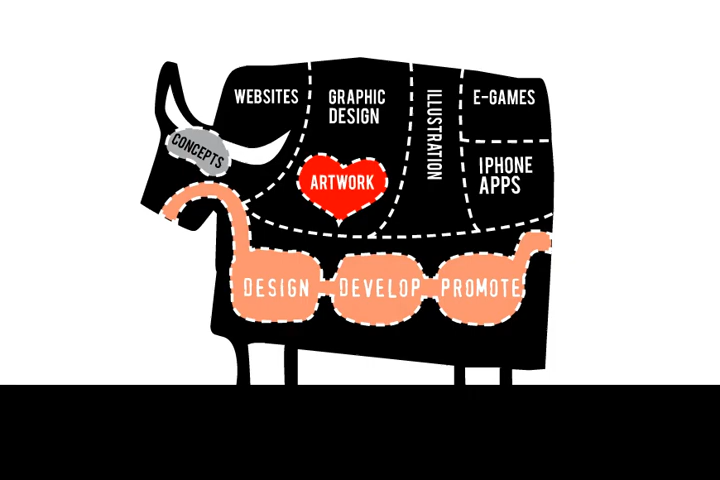 WEBSITES
GRAPHIC
DESIGN
ILLUSTRATION
E-GAMES
IPHONE
APPS
CONCEPTS
ARTWORK
DESIGN
DEVELOP
PROMOTE